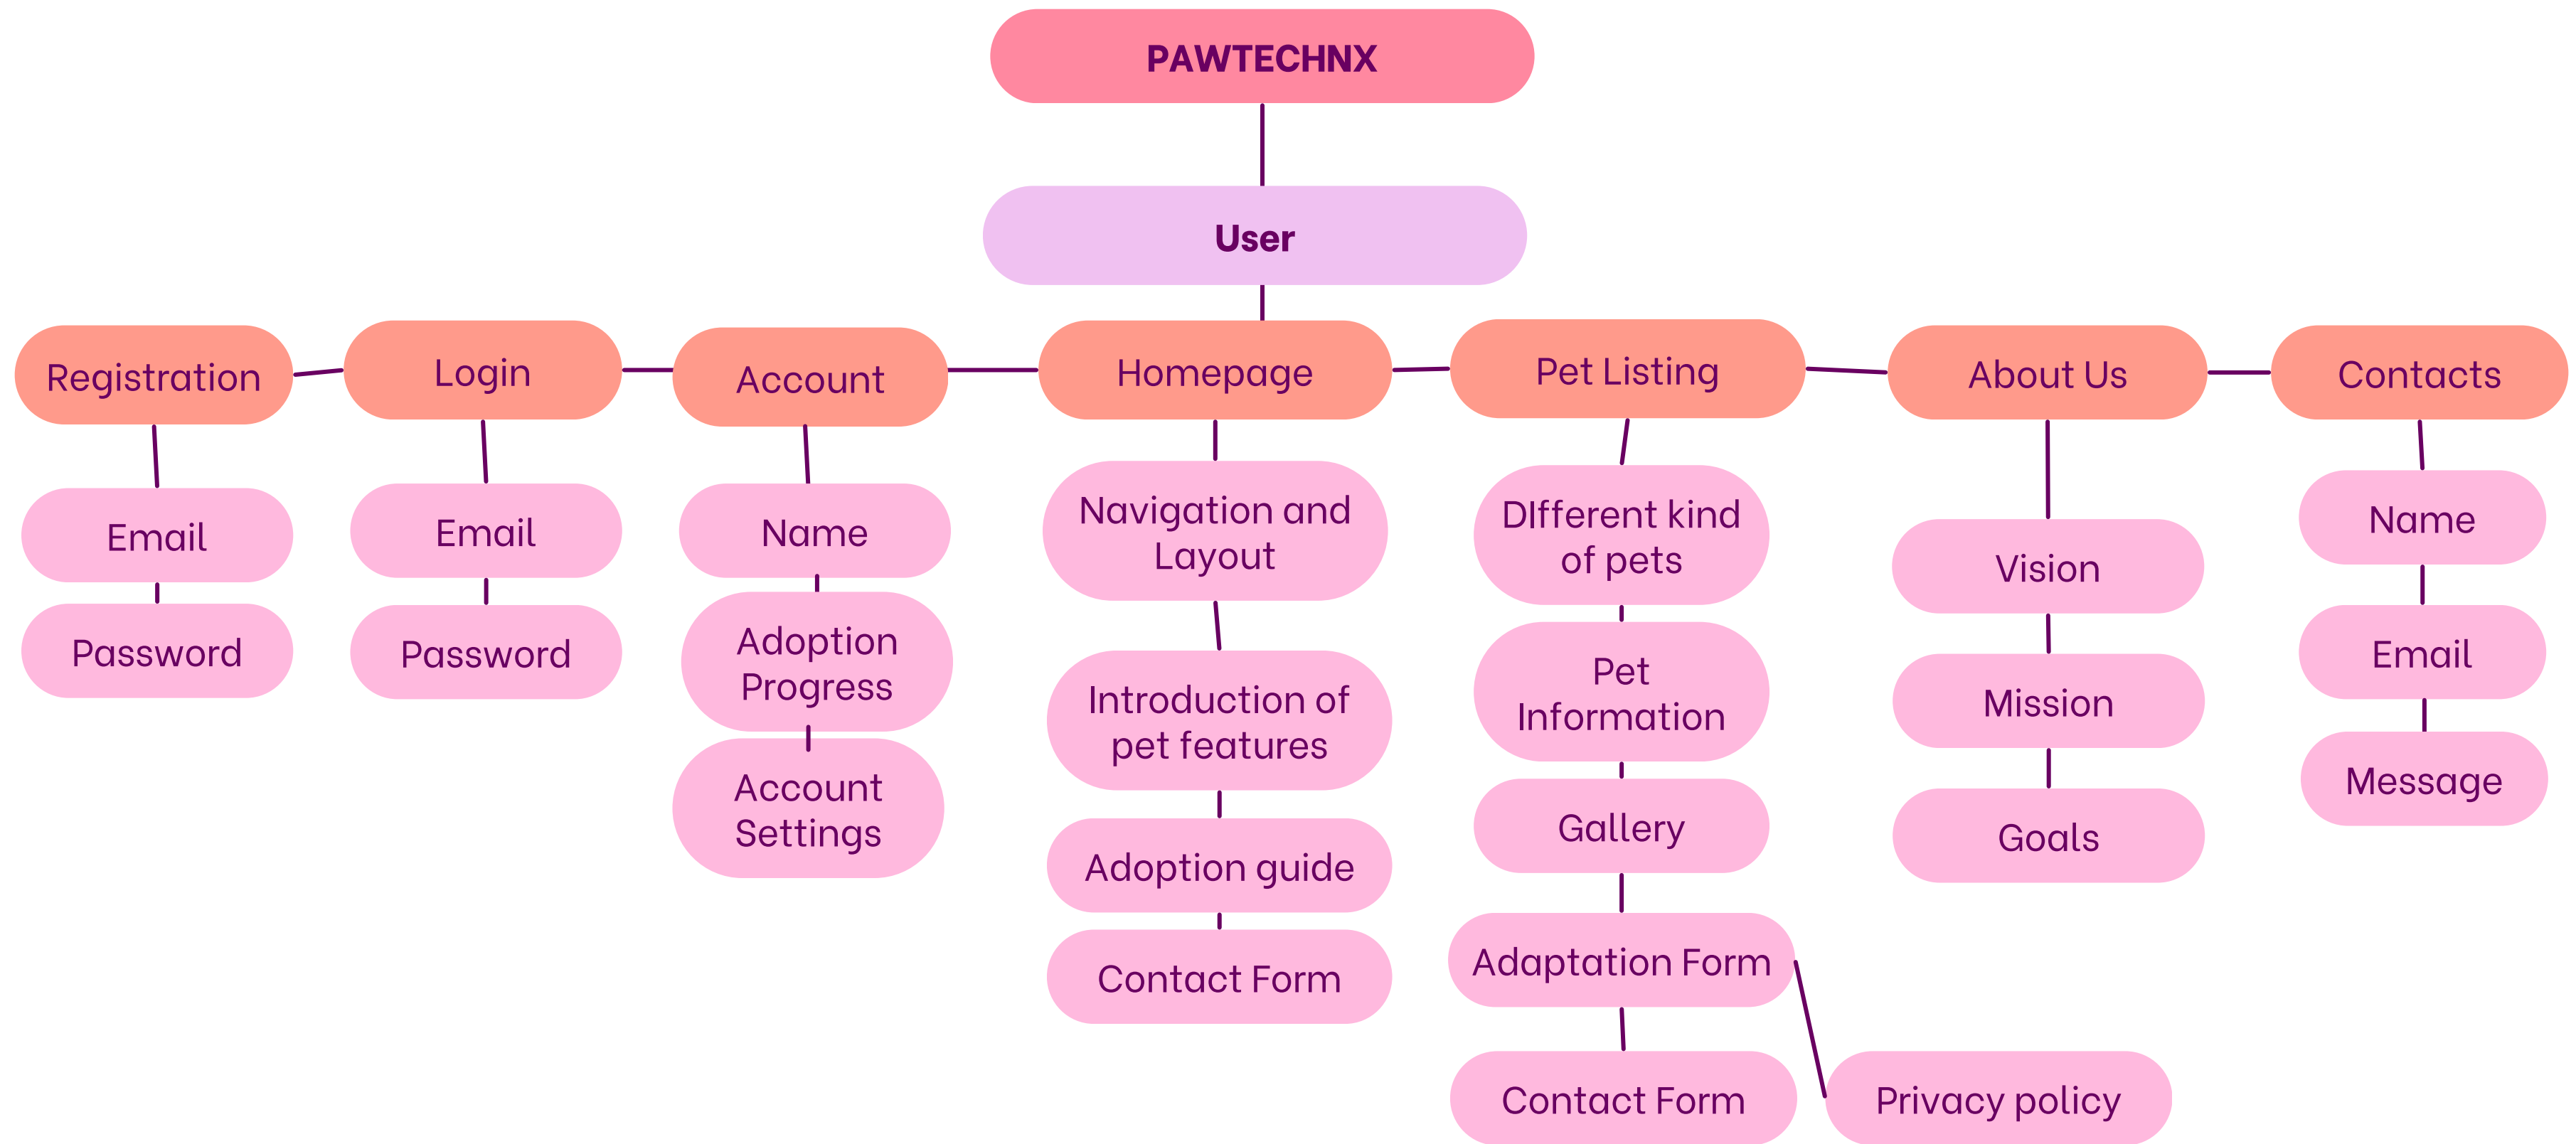 PAWTECHNX
User
Registration
Login
Account
Homepage
Pet Listing
About Us
Contacts
Email
Password
Email
Password
Name
Adoption
Progress
Account
Settings
Navigation and
Layout
Introduction of
pet features
Adoption guide
Contact Form
DIfferent kind
of pets
Pet
Information
Gallery
Adaptation Form
Contact Form
Privacy policy
Vision
Mission
Goals
Name
Email
Message